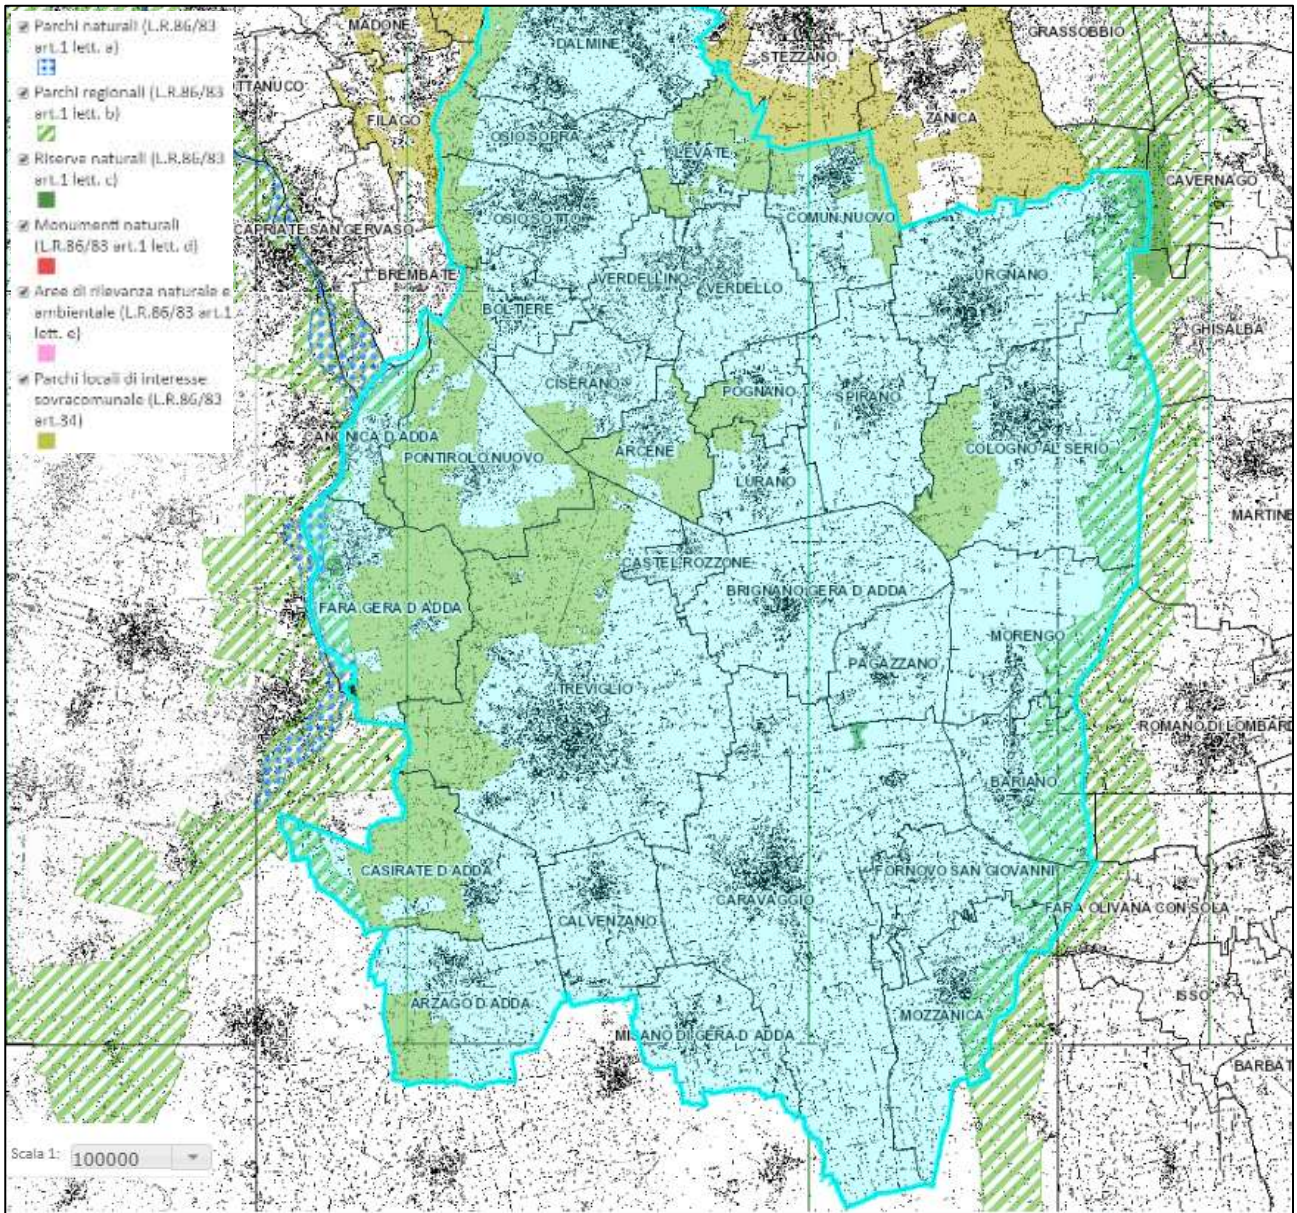 Parchi naturali (L.R.86/83
art.1 lett. a)
Parchi regionali (L.R.86/83
art.1 lett. b)
Riserve naturali (L.R.86/83
art.1 lett. c)
Monumenti naturali
(L.R.86/83 art.1 lett. d)
Aree di rilevanza naturale e
ambientale (L.R.86/83 art.1
lett. e)
Parchi locali di interesse
sovracomunale (L.R.86/83
art.34)
MADONE
DALMINE
STEZZANO
GRASSOBBIO
TTANUCO
FILAGO
OSIO SOPRA
ZANICA
LEVATE
CAVERNAGO
OSIO SOTTO
COMUN NUOVO
CAPRIATE SAN GERVASO
BREMBATE
VERDELLINO
VERDELLO
URGNANO
BOLTIERE
GHISALBA
CISERANO
POGNANO
SPIRANO
CANONICA D ADDA
PONTIROLO NUOVO
ARCENE
COLOGNO AL SERIO
LURANO
MARTINE
CASTEL ROZZONE
BRIGNANO GERA D ADDA
FARA GERA D ADDA
MORENGO
PAGAZZANO
TREVIGLIO
ROMANO DI LOMBARD
BARIANO
CASIRATE D ADDA
FORNOVO SAN GIOVANNI
CARAVAGGIO
FARA OLIVANA CON SOLA
CALVENZANO
ISSO
ARZAGO D ADDA
MOZZANICA
MISANO DI GERA D ADDA
BARBAT
Scala 1: 100000